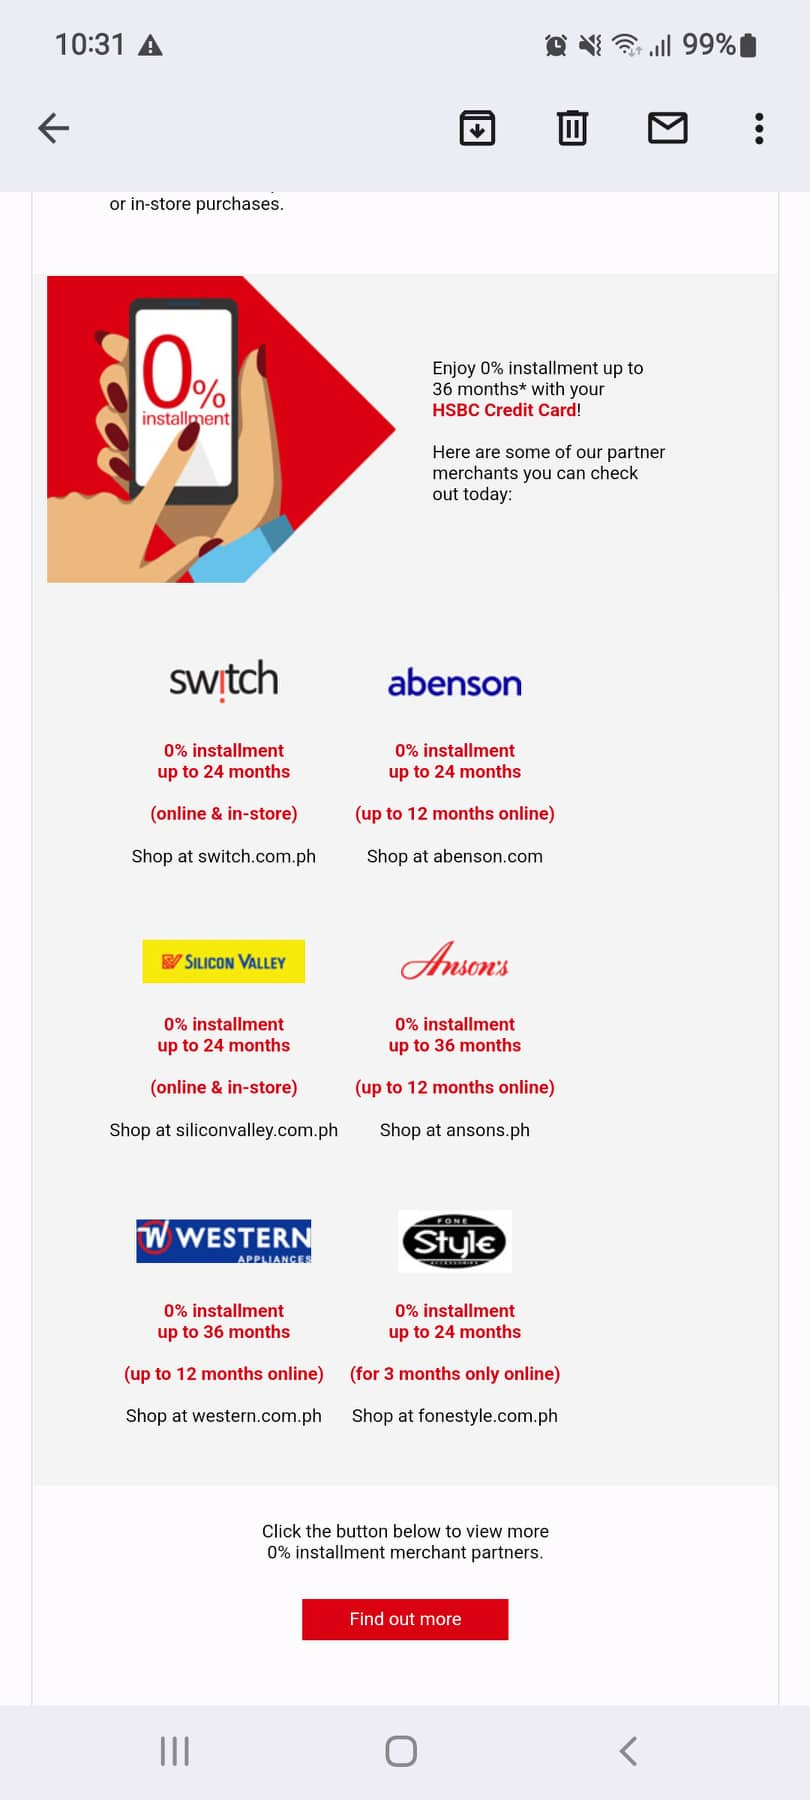 10:31
99%
or in-store purchases.
0%
installment
Enjoy 0% installment up to
36 months* with your
HSBC Credit Card!
Here are some of our partner
merchants you can check
out today:
switch
abenson
0% installment
up to 24 months
(online & in-store)
Shop at switch.com.ph
0% installment
up to 24 months
(up to 12 months online)
Shop at abenson.com
SILICON VALLEY
Anson's
0% installment
up to 24 months
(online & in-store)
Shop at siliconvalley.com.ph
0% installment
up to 36 months
(up to 12 months online)
Shop at ansons.ph
W WESTERN
APPLIANCES
FONE
Style
ACCESSORIES
0% installment
up to 36 months
(up to 12 months online)
Shop at western.com.ph
0% installment
up to 24 months
(for 3 months only online)
Shop at fonestyle.com.ph
Click the button below to view more
0% installment merchant partners.
Find out more